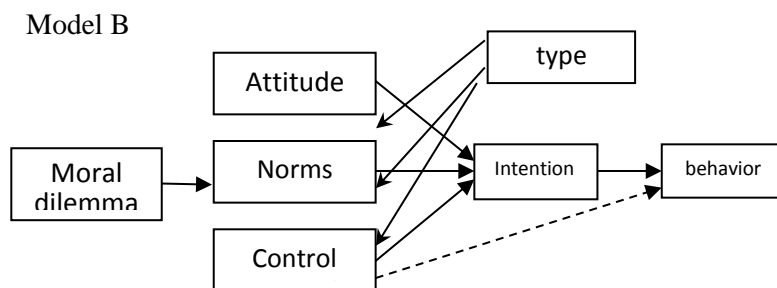 Model B
Attitude
type
Moral
dilemma
Norms
Intention
behavior
Control